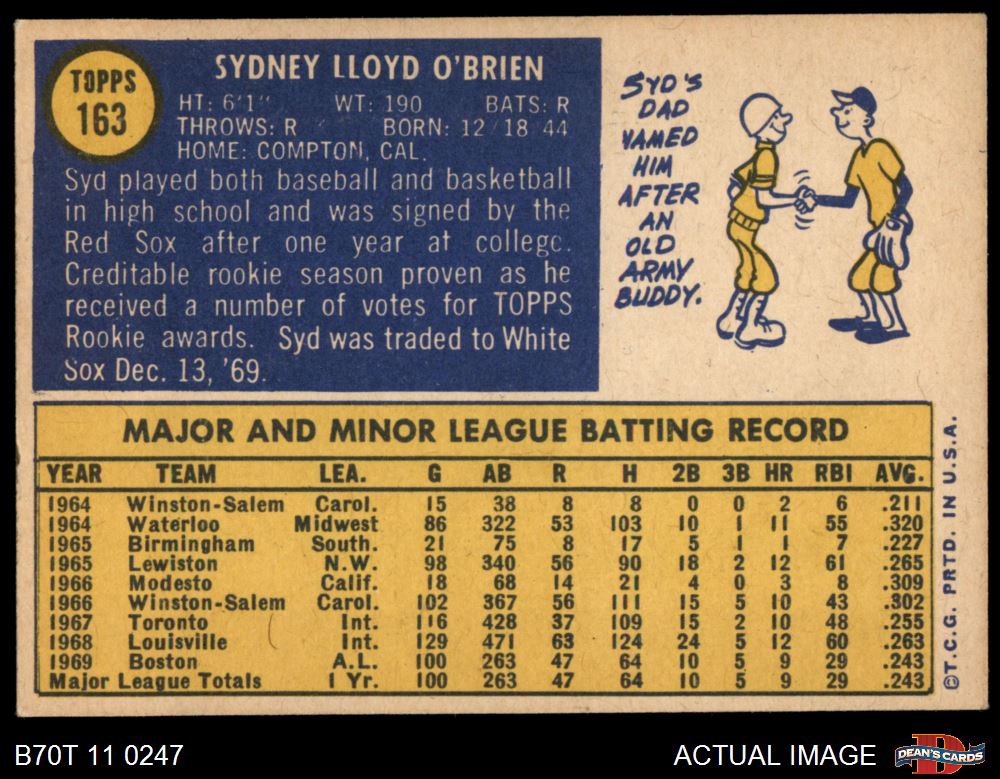 TOPPS
163
SYDNEY LLOYD O'BRIEN
HT: 6'1" WT: 190 BATS: R
THROWS: R BORN: 12/18/44
HOME: COMPTON, CAL.
Syd played both baseball and basketball
in high school and was signed by the
Red Sox after one year at college.
Creditable rookie season proven as he
received a number of votes for TOPPS
Rookie awards. Syd was traded to White
Sox Dec. 13, '69.
SYD'S
DAD
NAMED
HIM
AFTER
AN
OLD
ARMY
BUDDY.
MAJOR AND MINOR LEAGUE BATTING RECORD
YEAR TEAM LEA. G AB R H 2B 3B HR RBI AVG.
1964 Winston-Salem Carol. 15 38 8 8 0 0 2 6 .211
1964 Waterloo Midwest 86 322 53 103 10 1 11 55 .320
1965 Birmingham South. 21 75 8 17 5 1 1 7 .227
1965 Lewiston N.W. 98 340 56 90 18 2 12 61 .265
1966 Modesto Calif. 18 68 14 21 4 0 3 8 .309
1966 Winston-Salem Carol. 102 367 56 111 15 5 10 43 .302
1967 Toronto Int. 116 428 37 109 15 2 10 48 .255
1968 Louisville Int. 129 471 63 124 24 5 12 60 .263
1969 Boston A.L. 100 263 47 64 10 5 9 29 .243
Major League Totals 1 Yr. 100 263 47 64 10 5 9 29 .243
©T.C.G. PRTD. IN U.S.A.
B70T 11 0247
ACTUAL IMAGE
D
DEAN'S CARDS